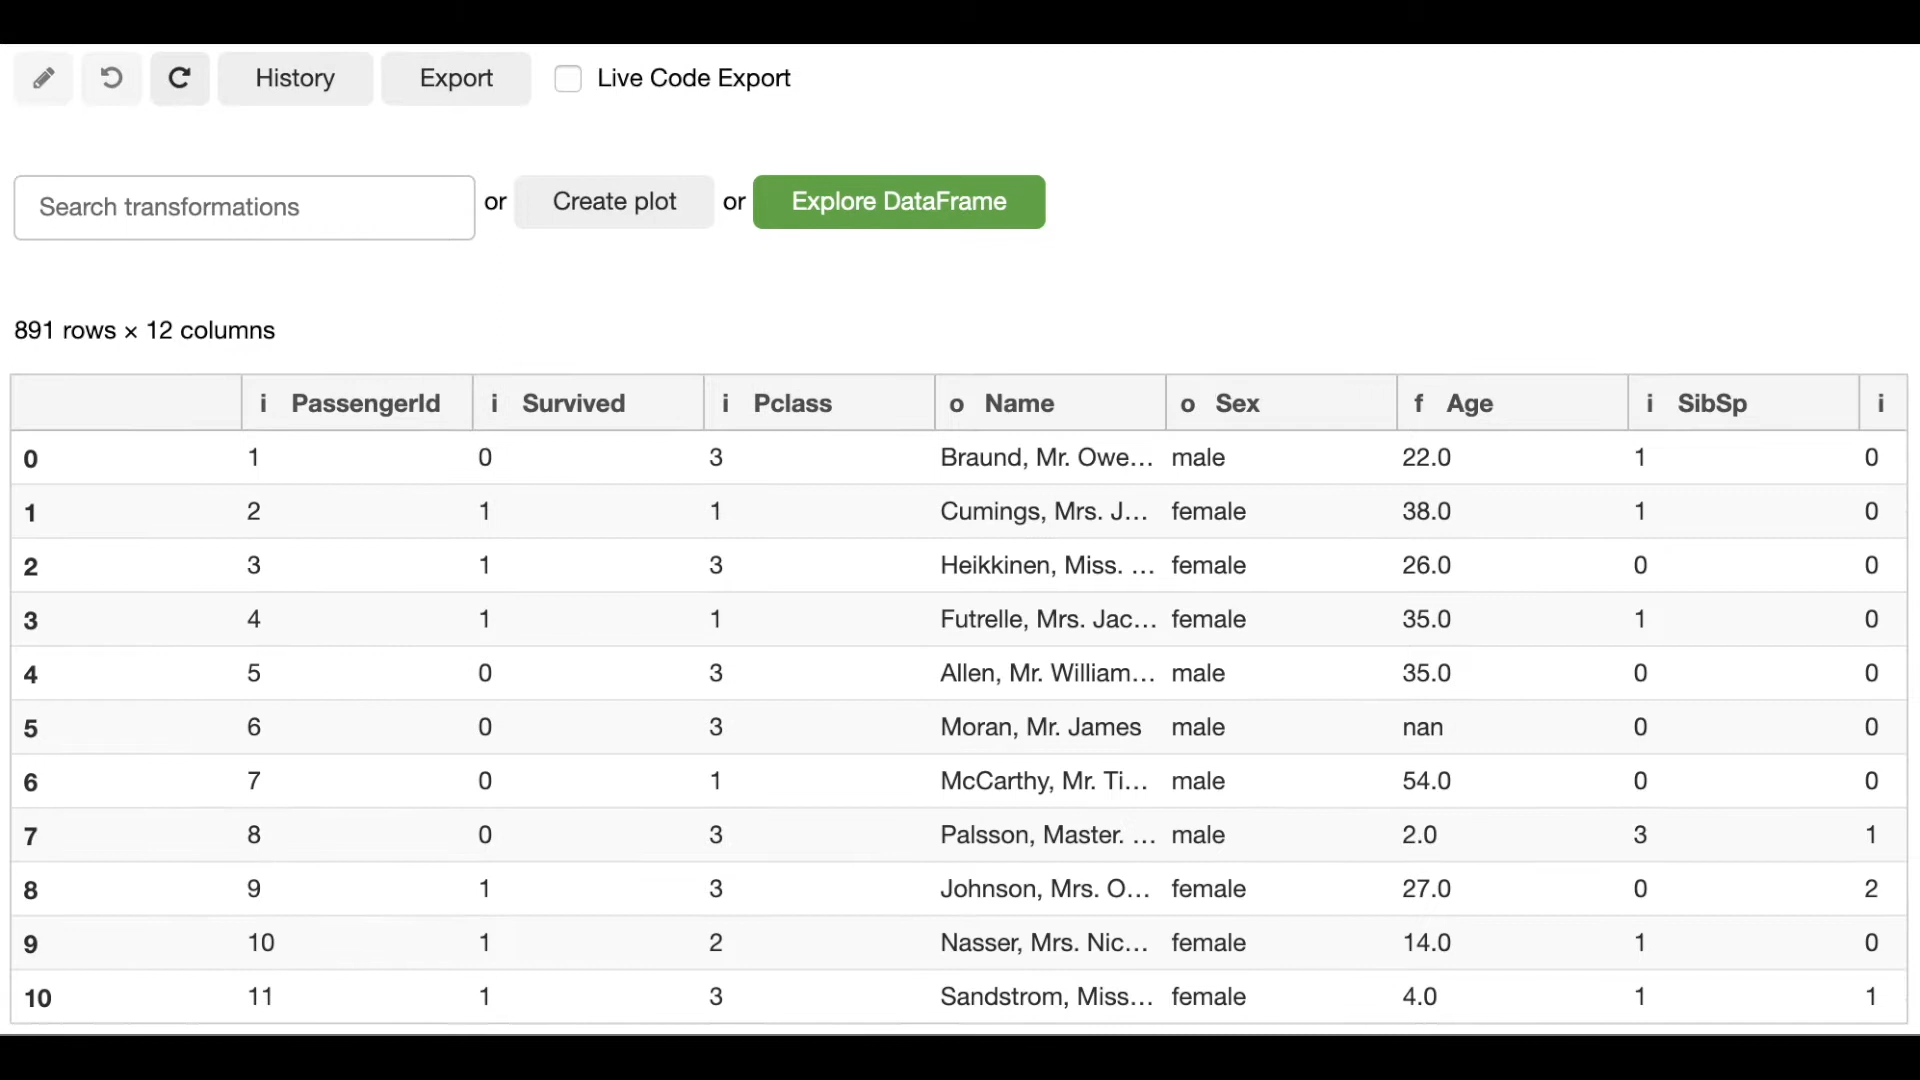 History Export Live Code Export
Search transformations or Create plot or Explore DataFrame
891 rows × 12 columns
i PassengerId i Survived i Pclass o Name o Sex f Age i SibSp i
0 1 0 3 Braund, Mr. Owe... male 22.0 1 0
1 2 1 1 Cumings, Mrs. J... female 38.0 1 0
2 3 1 3 Heikkinen, Miss. ... female 26.0 0 0
3 4 1 1 Futrelle, Mrs. Jac... female 35.0 1 0
4 5 0 3 Allen, Mr. William... male 35.0 0 0
5 6 0 3 Moran, Mr. James male nan 0 0
6 7 0 1 McCarthy, Mr. Ti... male 54.0 0 0
7 8 0 3 Palsson, Master. ... male 2.0 3 1
8 9 1 3 Johnson, Mrs. O... female 27.0 0 2
9 10 1 2 Nasser, Mrs. Nic... female 14.0 1 0
10 11 1 3 Sandstrom, Miss... female 4.0 1 1